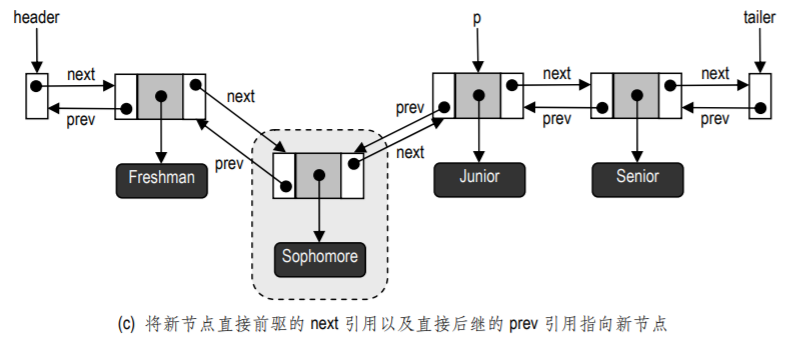 header p tailer
next next next next
prev prev prev prev
prev next
Freshman Junior Senior
Sophomore
(c) 将新节点直接前驱的 next 引用以及直接后继的 prev 引用指向新节点